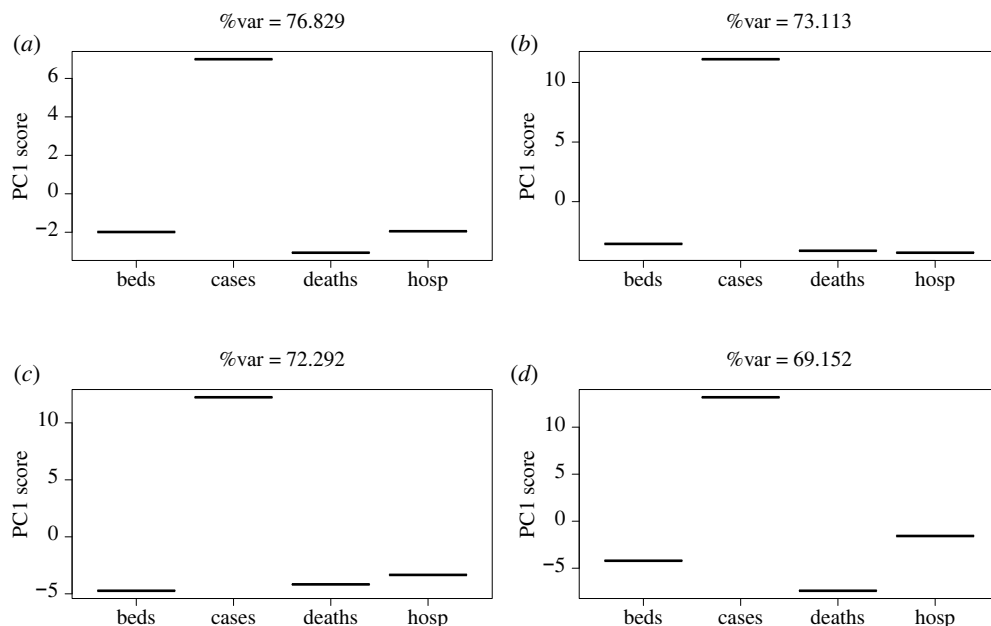 %var = 76.829
(a)
PC1 score
6
4
2
0
−2
beds cases deaths hosp
%var = 73.113
(b)
PC1 score
10
5
0
beds cases deaths hosp
%var = 72.292
(c)
PC1 score
10
5
0
−5
beds cases deaths hosp
%var = 69.152
(d)
PC1 score
10
5
0
−5
beds cases deaths hosp